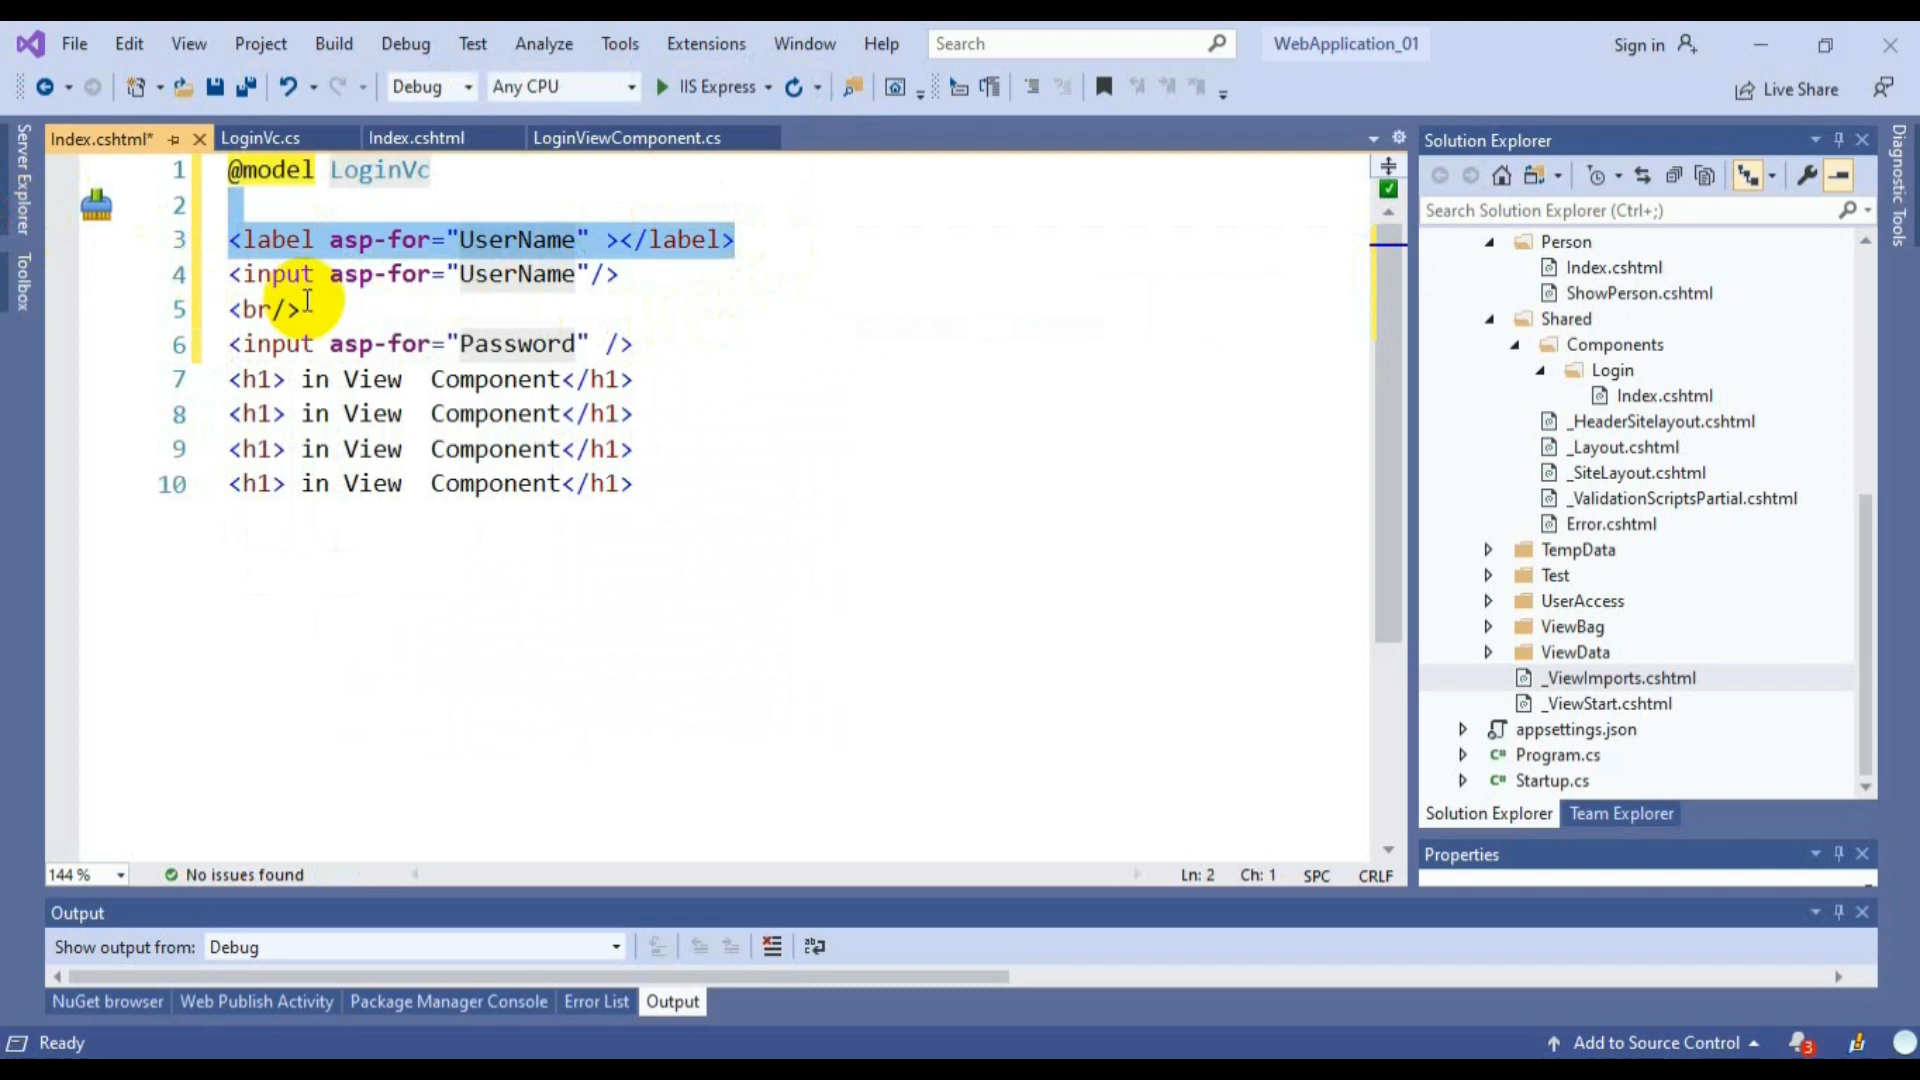 File Edit View Project Build Debug Test Analyze Tools Extensions Window Help Search WebApplication_01 Sign in
Debug Any CPU IIS Express Live Share
Server Explorer
Toolbox
Index.cshtml* LoginVc.cs Index.cshtml LoginViewComponent.cs
1 @model LoginVc
2
3 <label asp-for="UserName" ></label>
4 <input asp-for="UserName"/>
5 <br/>
6 <input asp-for="Password" />
7 <h1> in View  Component</h1>
8 <h1> in View  Component</h1>
9 <h1> in View  Component</h1>
10 <h1> in View  Component</h1>
144 % No issues found Ln: 2 Ch: 1 SPC CRLF
Solution Explorer
Search Solution Explorer (Ctrl+;)
Person
Index.cshtml
ShowPerson.cshtml
Shared
Components
Login
Index.cshtml
_HeaderSitelayout.cshtml
_Layout.cshtml
_SiteLayout.cshtml
_ValidationScriptsPartial.cshtml
Error.cshtml
TempData
Test
UserAccess
ViewBag
ViewData
_ViewImports.cshtml
_ViewStart.cshtml
appsettings.json
C# Program.cs
C# Startup.cs
Solution Explorer Team Explorer
Properties
Diagnostic Tools
Output
Show output from: Debug
NuGet browser Web Publish Activity Package Manager Console Error List Output
Ready Add to Source Control 3